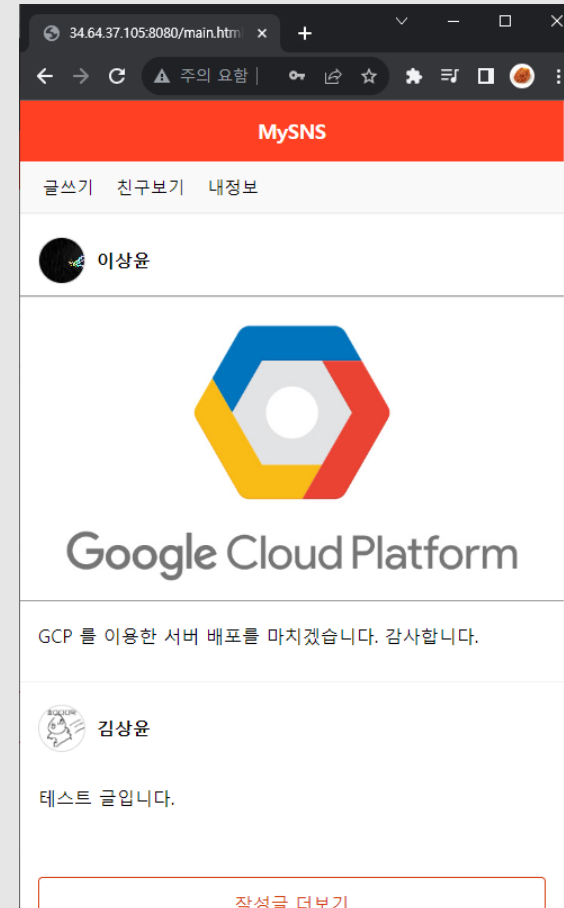 34.64.37.105:8080/main.html
주의 요함
MySNS
글쓰기 친구보기 내정보
이상윤
Google Cloud Platform
GCP 를 이용한 서버 배포를 마치겠습니다. 감사합니다.
김상윤
테스트 글입니다.
작성글 더보기